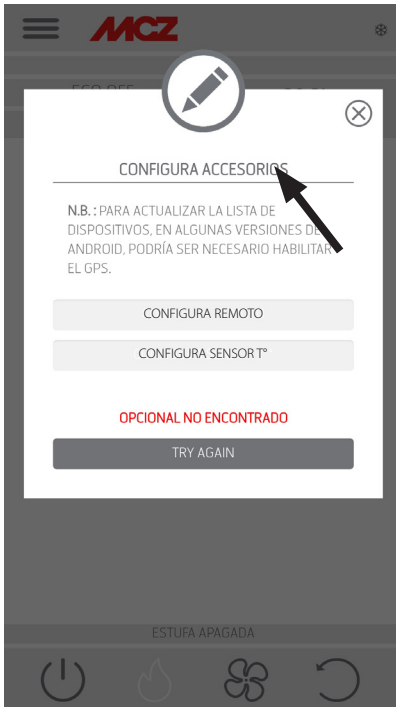 MCZ
CONFIGURA ACCESORIOS
N.B. : PARA ACTUALIZAR LA LISTA DE
DISPOSITIVOS, EN ALGUNAS VERSIONES DE
ANDROID, PODRÍA SER NECESARIO HABILITAR
EL GPS.
CONFIGURA REMOTO
CONFIGURA SENSOR T°
OPCIONAL NO ENCONTRADO
TRY AGAIN
ESTUFA APAGADA